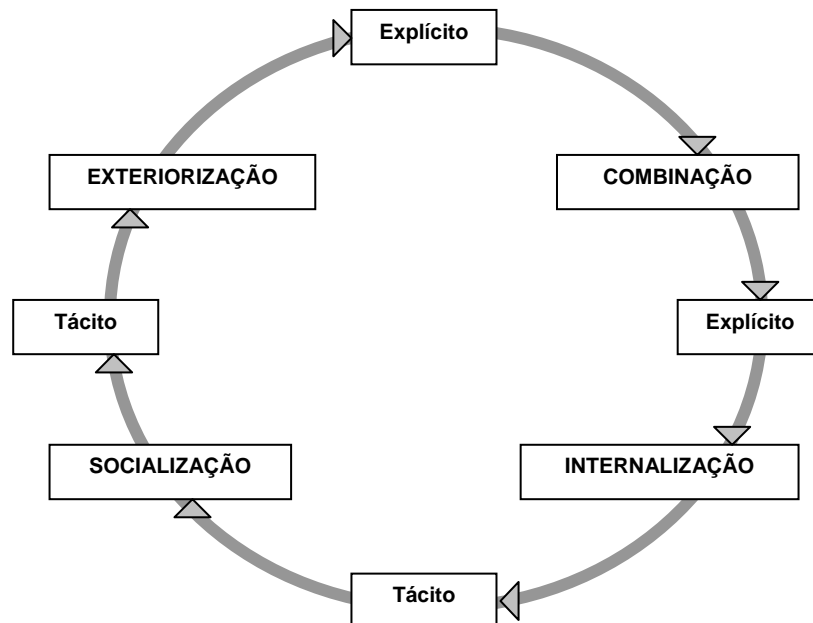 Explícito
EXTERIORIZAÇÃO
COMBINAÇÃO
Tácito
Explícito
SOCIALIZAÇÃO
INTERNALIZAÇÃO
Tácito